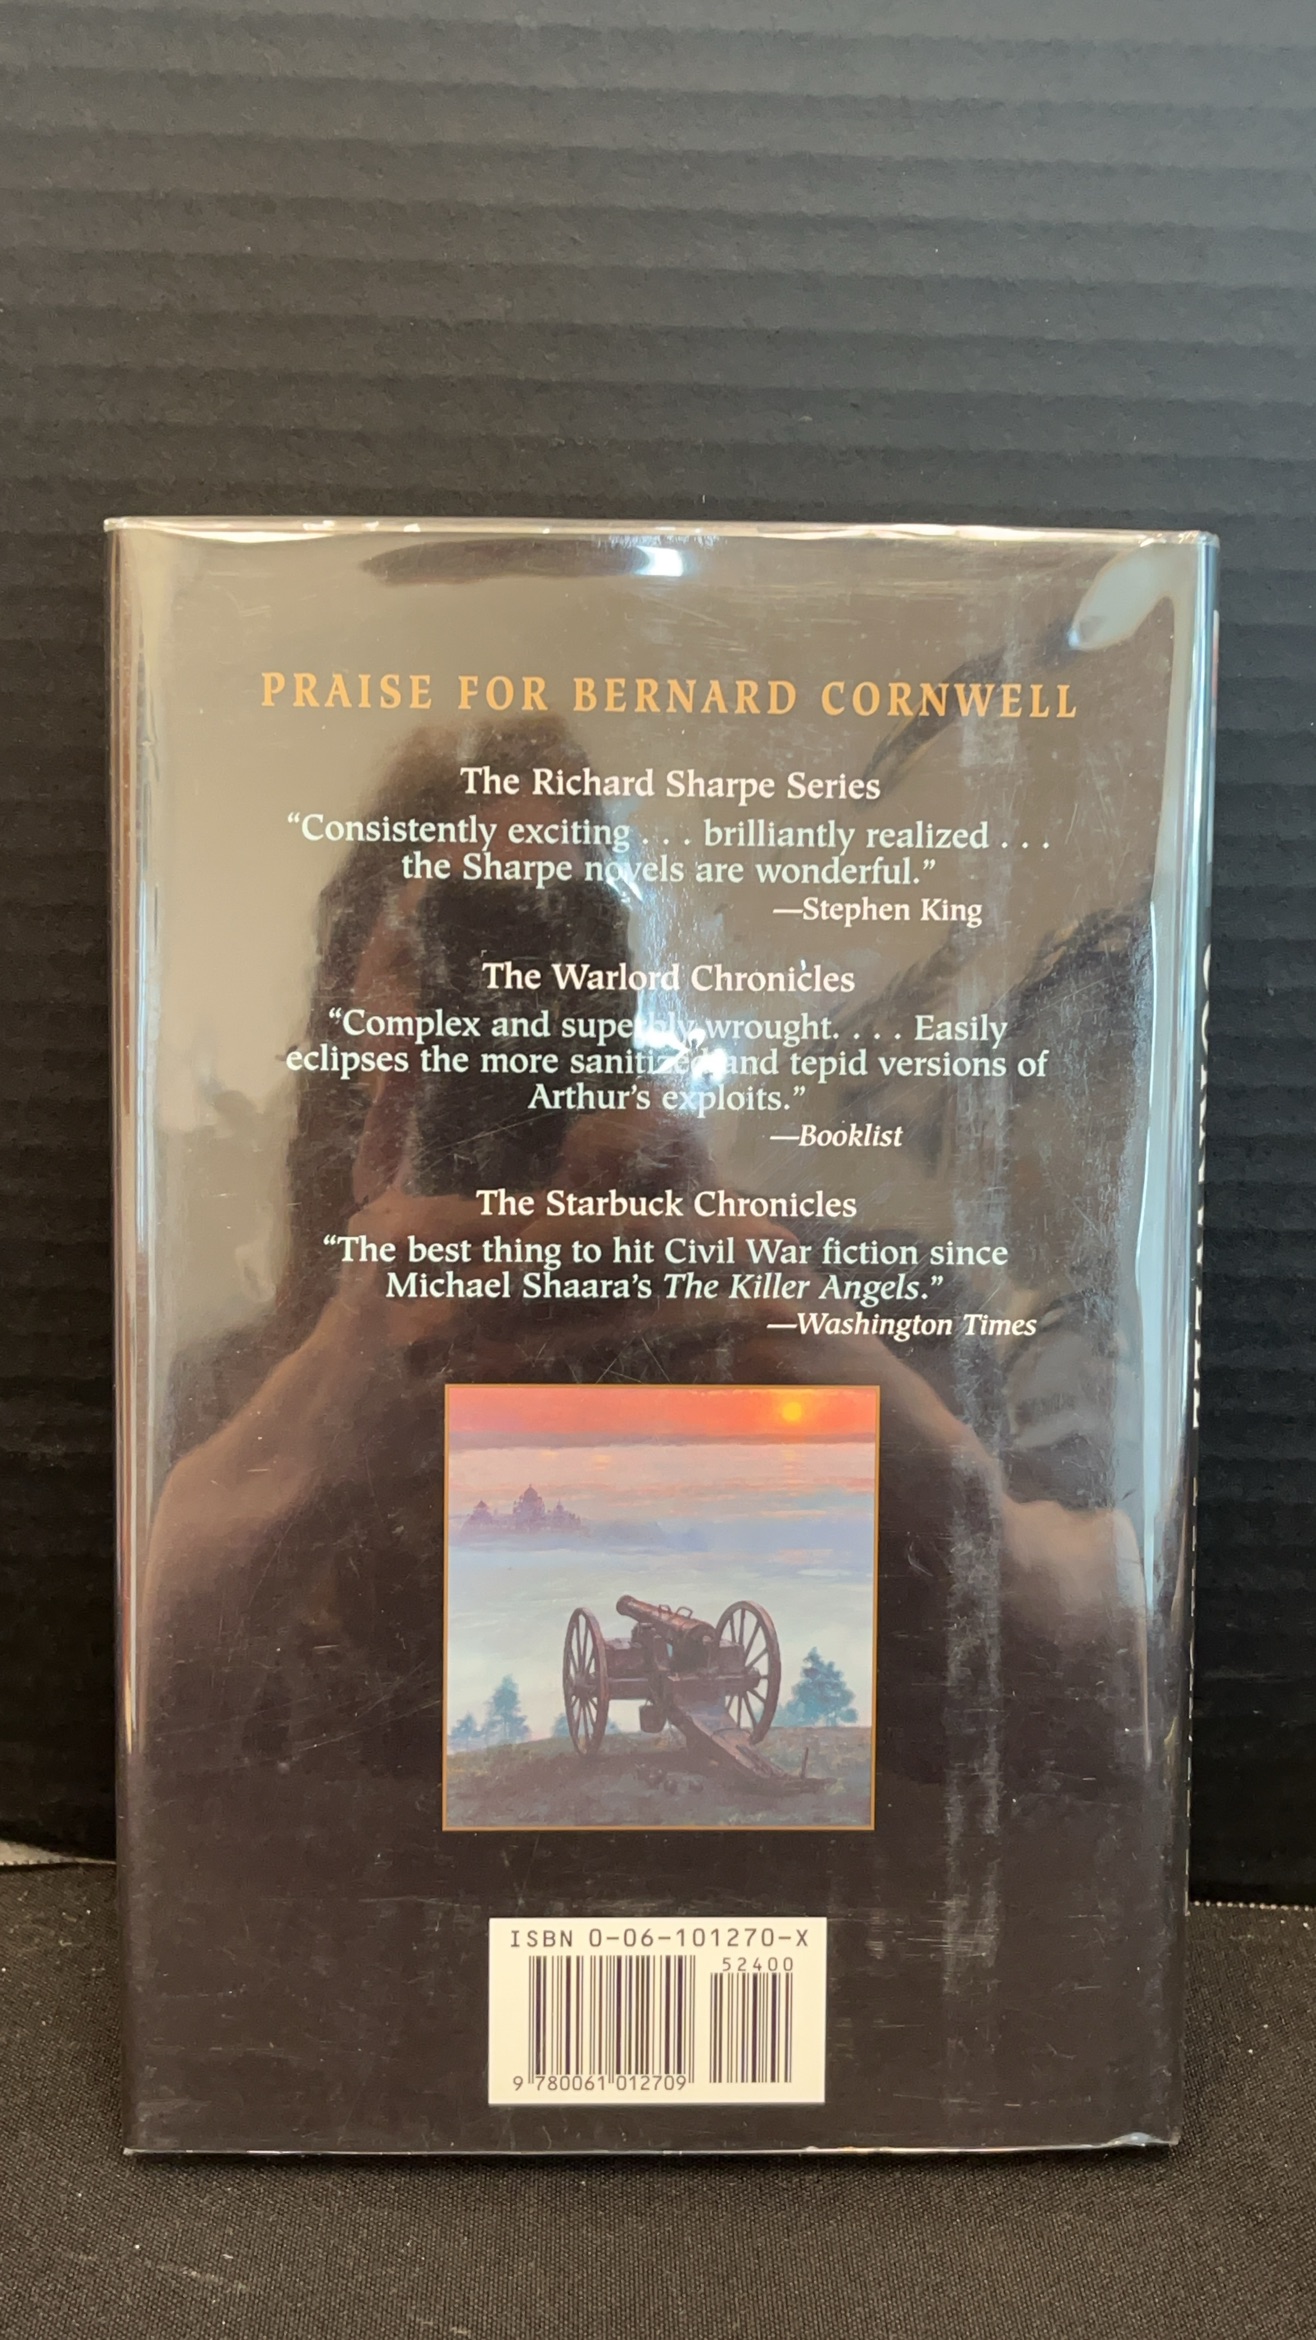 PRAISE FOR BERNARD CORNWELL
The Richard Sharpe Series
“Consistently exciting . . . brilliantly realized . . .
the Sharpe novels are wonderful.”
—Stephen King
The Warlord Chronicles
“Complex and superbly wrought. . . . Easily
eclipses the more sanitized and tepid versions of
Arthur’s exploits.”
—Booklist
The Starbuck Chronicles
“The best thing to hit Civil War fiction since
Michael Shaara’s The Killer Angels.”
—Washington Times
ISBN 0-06-101270-X
52400
9 780061 012709